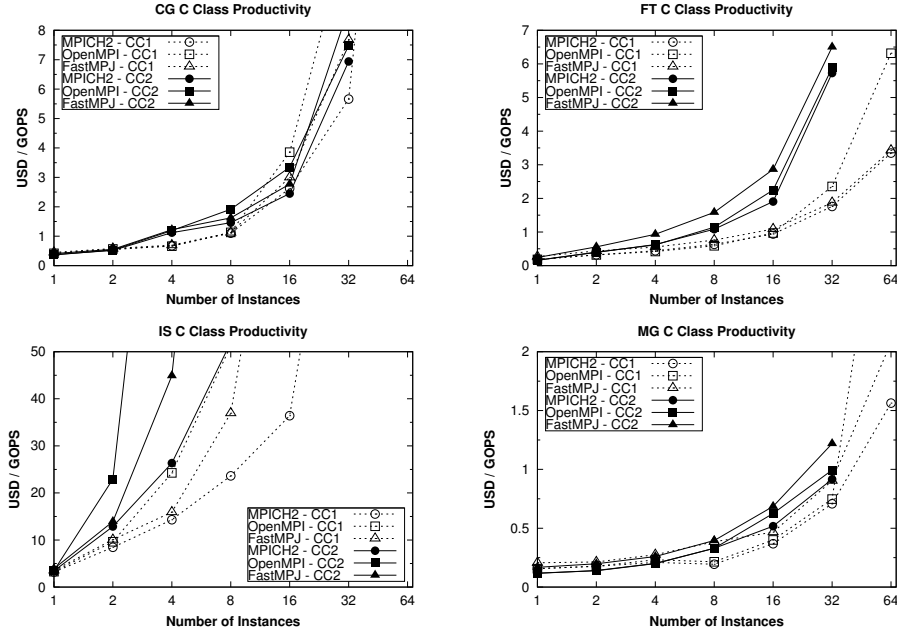 CG C Class Productivity
8
7
6
5
4
3
2
1
0
USD / GOPS
MPICH2 - CC1
OpenMPI - CC1
FastMPJ - CC1
MPICH2 - CC2
OpenMPI - CC2
FastMPJ - CC2
1 2 4 8 16 32 64
Number of Instances
FT C Class Productivity
7
6
5
4
3
2
1
0
USD / GOPS
MPICH2 - CC1
OpenMPI - CC1
FastMPJ - CC1
MPICH2 - CC2
OpenMPI - CC2
FastMPJ - CC2
1 2 4 8 16 32 64
Number of Instances
IS C Class Productivity
50
40
30
20
10
0
USD / GOPS
MPICH2 - CC1
OpenMPI - CC1
FastMPJ - CC1
MPICH2 - CC2
OpenMPI - CC2
FastMPJ - CC2
1 2 4 8 16 32 64
Number of Instances
MG C Class Productivity
2
1.5
1
0.5
0
USD / GOPS
MPICH2 - CC1
OpenMPI - CC1
FastMPJ - CC1
MPICH2 - CC2
OpenMPI - CC2
FastMPJ - CC2
1 2 4 8 16 32 64
Number of Instances